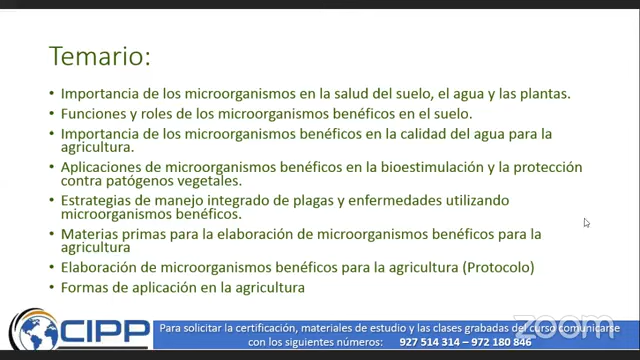 Temario:
• Importancia de los microorganismos en la salud del suelo, el agua y las plantas.
• Funciones y roles de los microorganismos benéficos en el suelo.
• Importancia de los microorganismos benéficos en la calidad del agua para la
agricultura.
• Aplicaciones de microorganismos benéficos en la bioestimulación y la protección
contra patógenos vegetales.
• Estrategias de manejo integrado de plagas y enfermedades utilizando
microorganismos benéficos.
• Materias primas para la elaboración de microorganismos benéficos para la
agricultura
• Elaboración de microorganismos benéficos para la agricultura (Protocolo)
• Formas de aplicación en la agricultura
CIPP
Para solicitar la certificación, materiales de estudio y las clases grabadas del curso comunicarse
con los siguientes números: 927 514 314 – 972 180 846
zoom